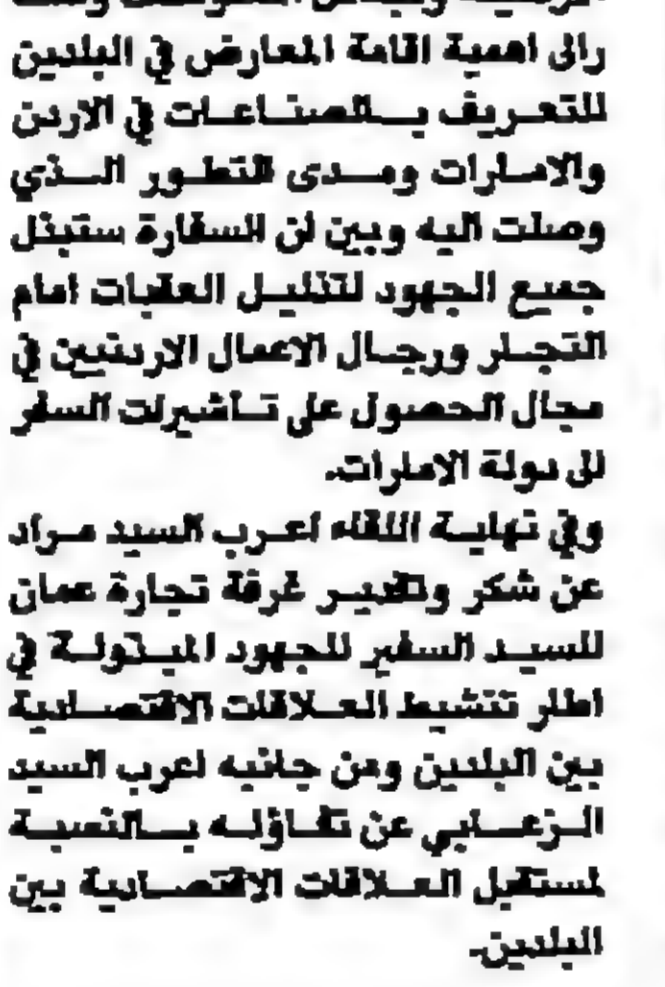 والى اهمية اقامة المعارض في البلدين
للتعريف بالصناعات في الاردن
والامارات ومدى التطور الذي
وصلت اليه وبين ان السفارة ستبذل
جميع الجهود لتذليل العقبات امام
التجار ورجال الاعمال الاردنيين في
مجال الحصول على تاشيرات السفر
الى دولة الامارات.
وفي نهاية اللقاء اعرب السيد مراد
عن شكر وتقدير غرفة تجارة عمان
للسيد السفير للجهود المبذولة في
اطار تنشيط العلاقات الاقتصادية
بين البلدين ومن جانبه اعرب السيد
الزعابي عن تفاؤله بالنسبة
لمستقبل العلاقات الاقتصادية بين
البلدين.